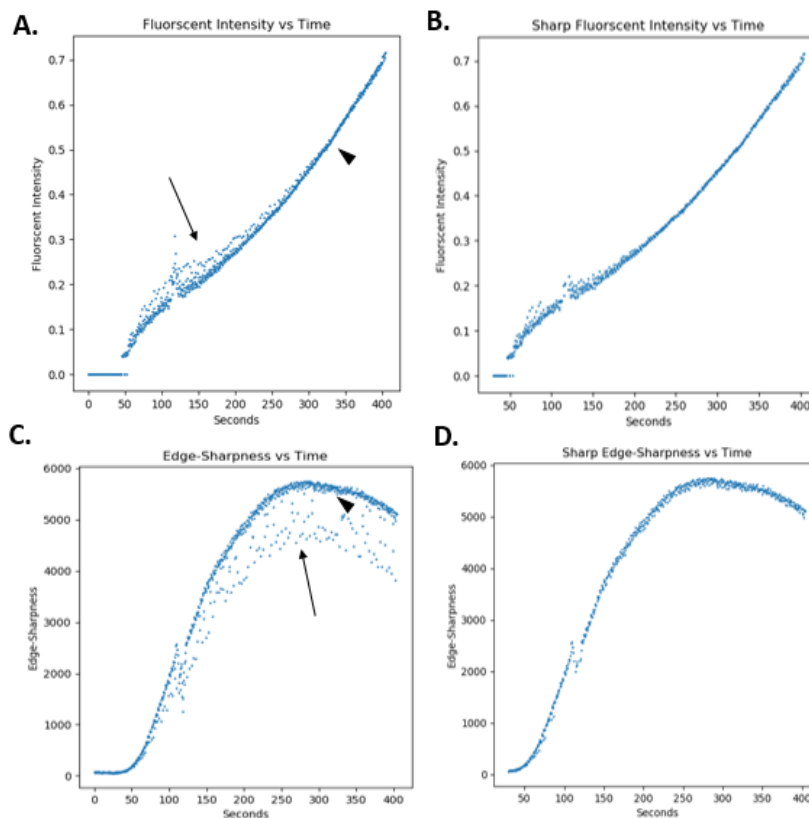 A.
Fluorscent Intensity vs Time
Fluorscent Intensity
0.7
0.6
0.5
0.4
0.3
0.2
0.1
0.0
0 50 100 150 200 250 300 350 400
Seconds
B.
Sharp Fluorscent Intensity vs Time
Fluorscent Intensity
0.7
0.6
0.5
0.4
0.3
0.2
0.1
0.0
50 100 150 200 250 300 350 400
Seconds
C.
Edge-Sharpness vs Time
Edge-Sharpness
6000
5000
4000
3000
2000
1000
0
0 50 100 150 200 250 300 350 400
Seconds
D.
Sharp Edge-Sharpness vs Time
Edge-Sharpness
6000
5000
4000
3000
2000
1000
0
50 100 150 200 250 300 350 400
Seconds